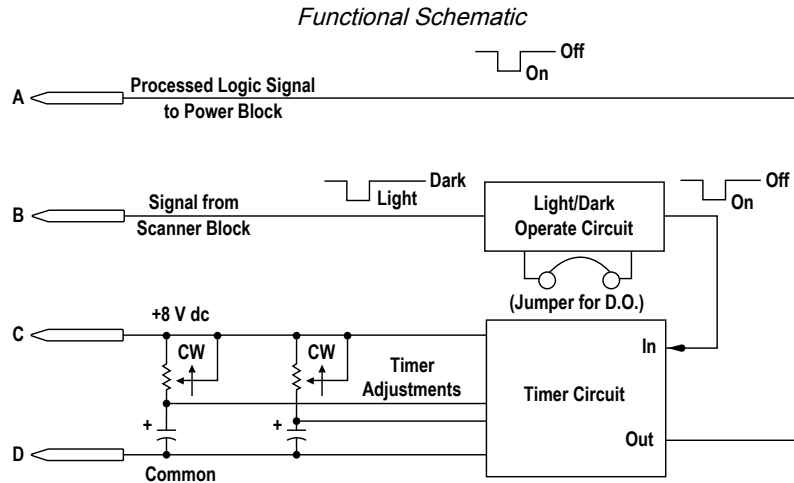 Functional Schematic
Off
On
A
Processed Logic Signal
to Power Block
B
Signal from
Scanner Block
Dark
Light
Light/Dark
Operate Circuit
Off
On
(Jumper for D.O.)
C
+8 V dc
CW
CW
Timer
Adjustments
In
Timer Circuit
Out
+
+
D
Common